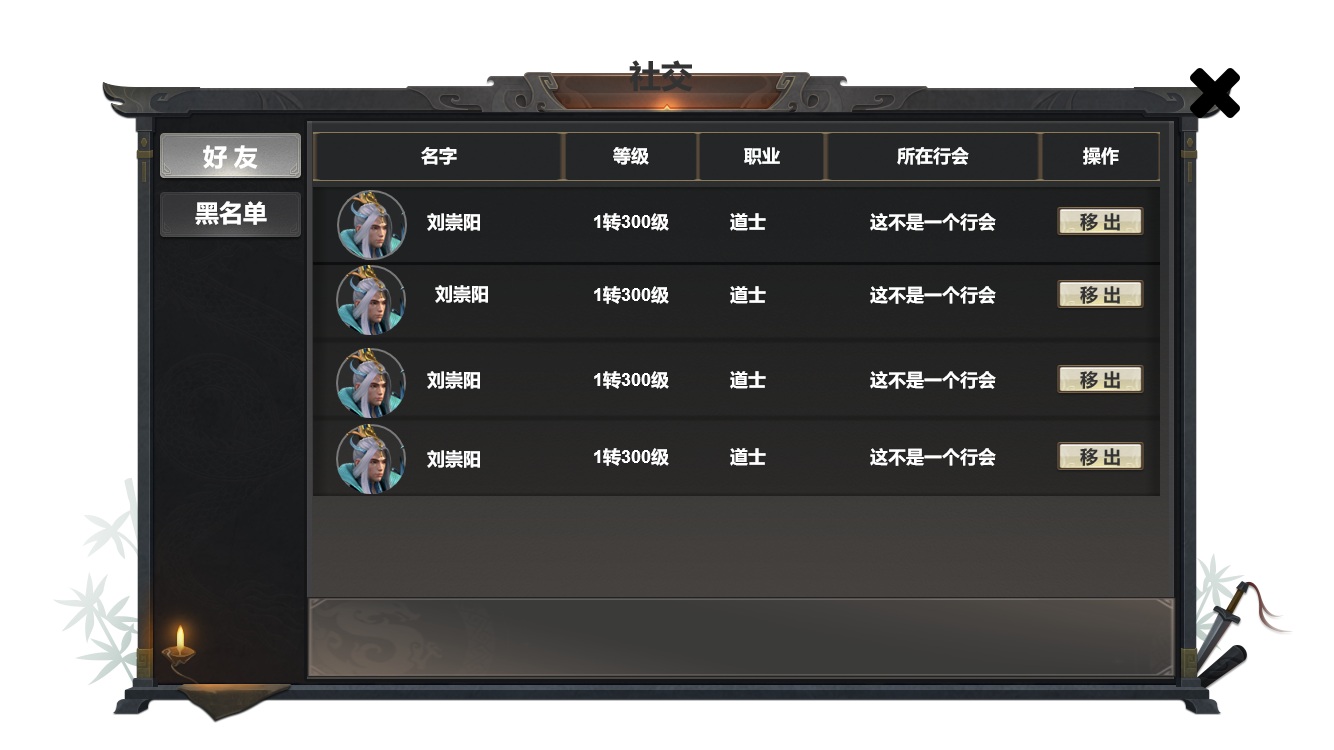 社交
好友
黑名单
名字 等级 职业 所在行会 操作
刘崇阳 1转300级 道士 这不是一个行会 移出
刘崇阳 1转300级 道士 这不是一个行会 移出
刘崇阳 1转300级 道士 这不是一个行会 移出
刘崇阳 1转300级 道士 这不是一个行会 移出